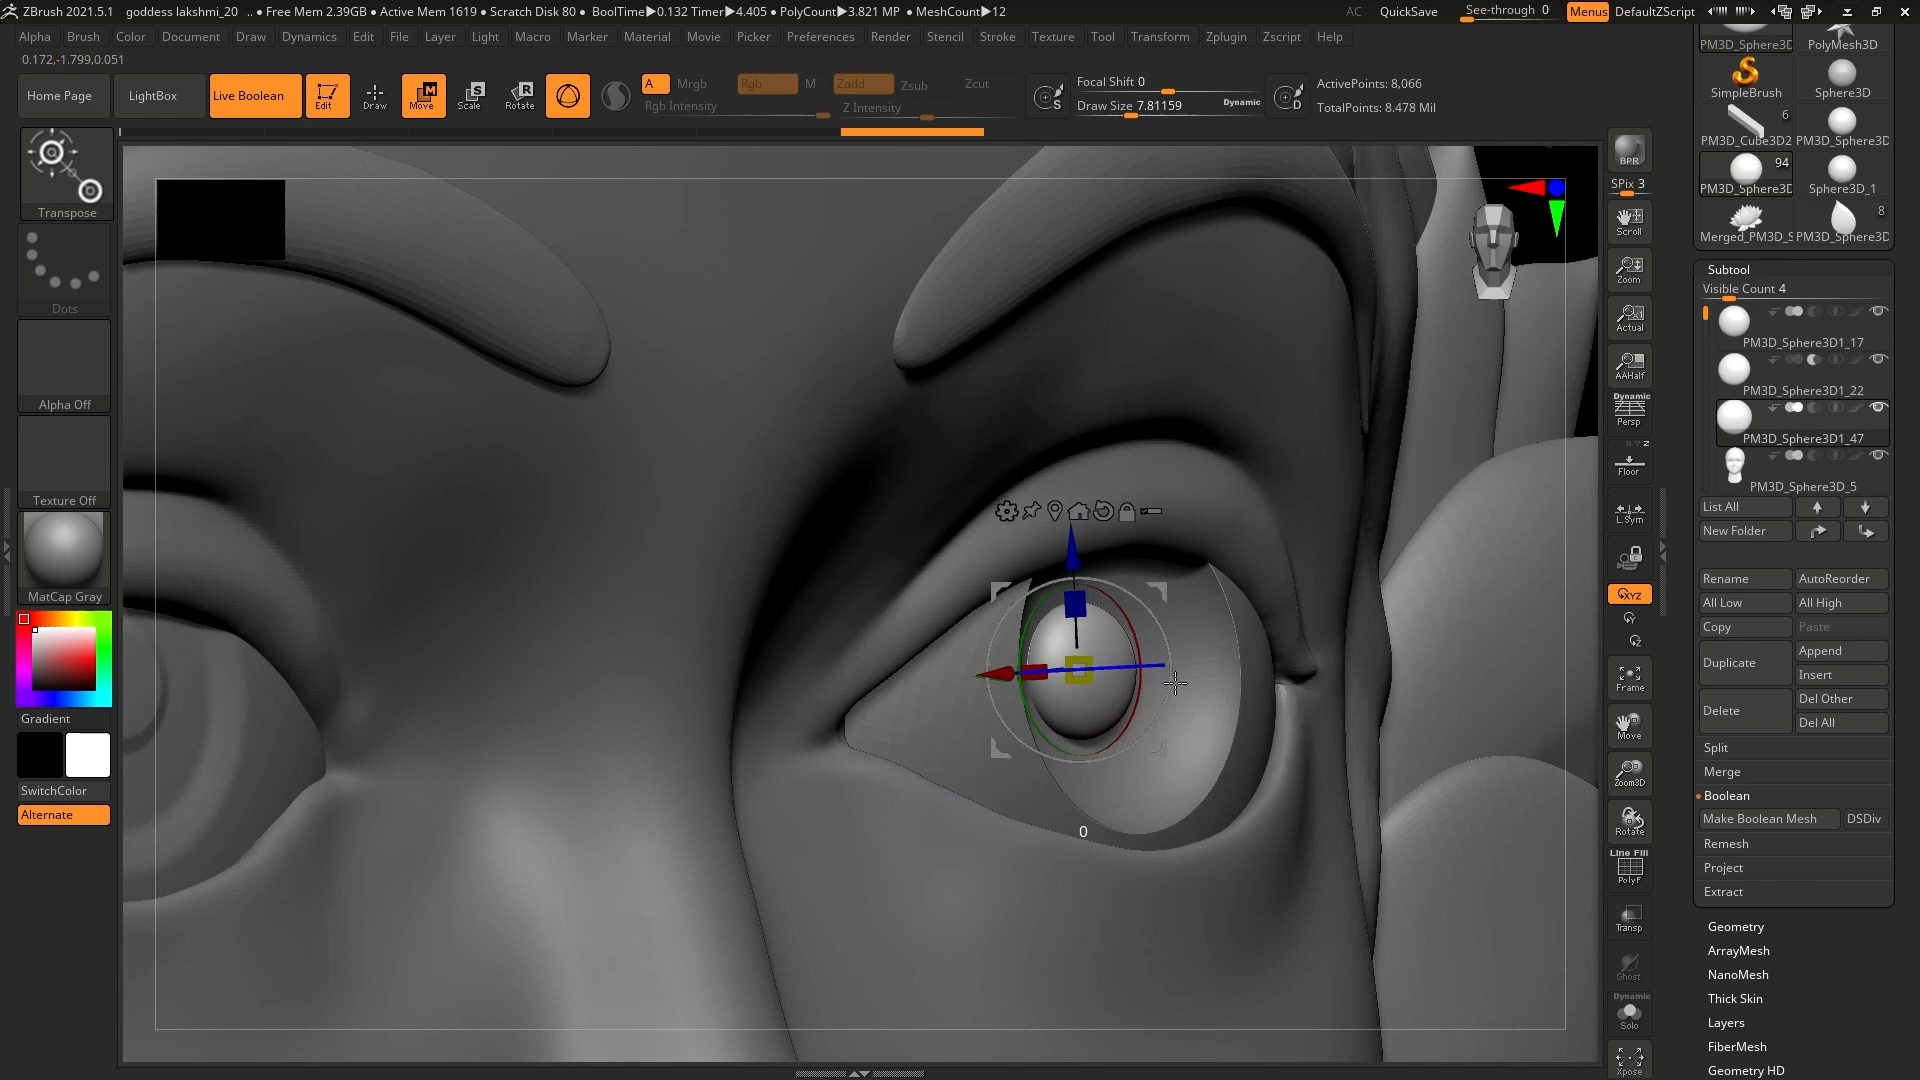 ZBrush 2021.5.1 goddess lakshmi_20 .. • Free Mem 2.39GB • Active Mem 1619 • Scratch Disk 80 • BoolTime▶0.132 Timer▶4.405 • PolyCount▶3.821 MP • MeshCount▶12 AC QuickSave See-through 0 Menus DefaultZScript
Alpha Brush Color Document Draw Dynamics Edit File Layer Light Macro Marker Material Movie Picker Preferences Render Stencil Stroke Texture Tool Transform Zplugin Zscript Help
0.172,-1.799,0.051
Home Page LightBox Live Boolean Edit Draw Move Scale Rotate
A Mrgb Rgb M Zadd Zsub Zcut
Rgb Intensity Z Intensity
Focal Shift 0
Draw Size 7.81159 Dynamic
S
D
ActivePoints: 8,066
TotalPoints: 8.478 Mil
Transpose
Dots
Alpha Off
Texture Off
MatCap Gray
Gradient
SwitchColor
Alternate
0
BPR
SPix 3
Scroll
Zoom
Actual
AAHalf
Dynamic
Persp
Floor
L.Sym
XYZ
Frame
Move
Zoom3D
Rotate
Line Fill
PolyF
Transp
Ghost
Dynamic
Solo
Xpose
PM3D_Sphere3D PolyMesh3D
SimpleBrush Sphere3D
6
PM3D_Cube3D2 PM3D_Sphere3D
94
PM3D_Sphere3D Sphere3D_1
8
Merged_PM3D_S PM3D_Sphere3D
Subtool
Visible Count 4
PM3D_Sphere3D1_17
PM3D_Sphere3D1_22
PM3D_Sphere3D1_47
PM3D_Sphere3D_5
List All
New Folder
Rename AutoReorder
All Low All High
Copy Paste
Duplicate Append
Insert
Delete Del Other
Del All
Split
Merge
Boolean
Make Boolean Mesh DSDiv
Remesh
Project
Extract
Geometry
ArrayMesh
NanoMesh
Thick Skin
Layers
FiberMesh
Geometry HD